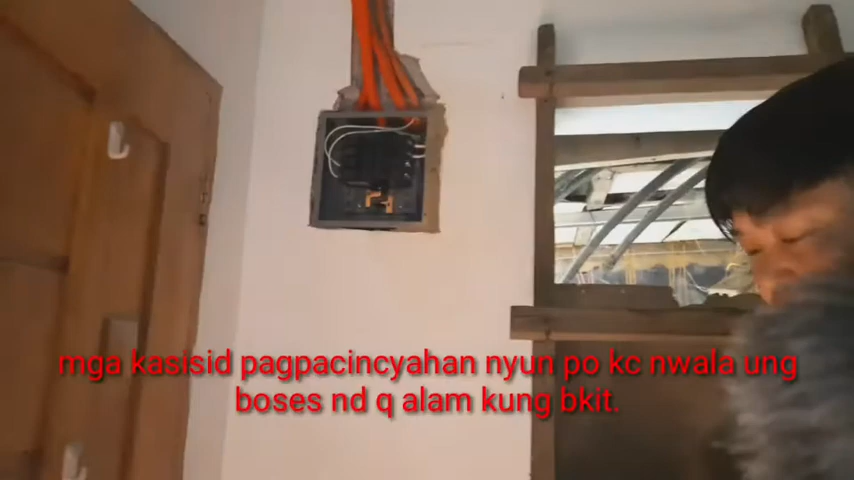 mga kasisid pagpacincyahan nyun po kc nwala ung
boses nd q alam kung bkit.